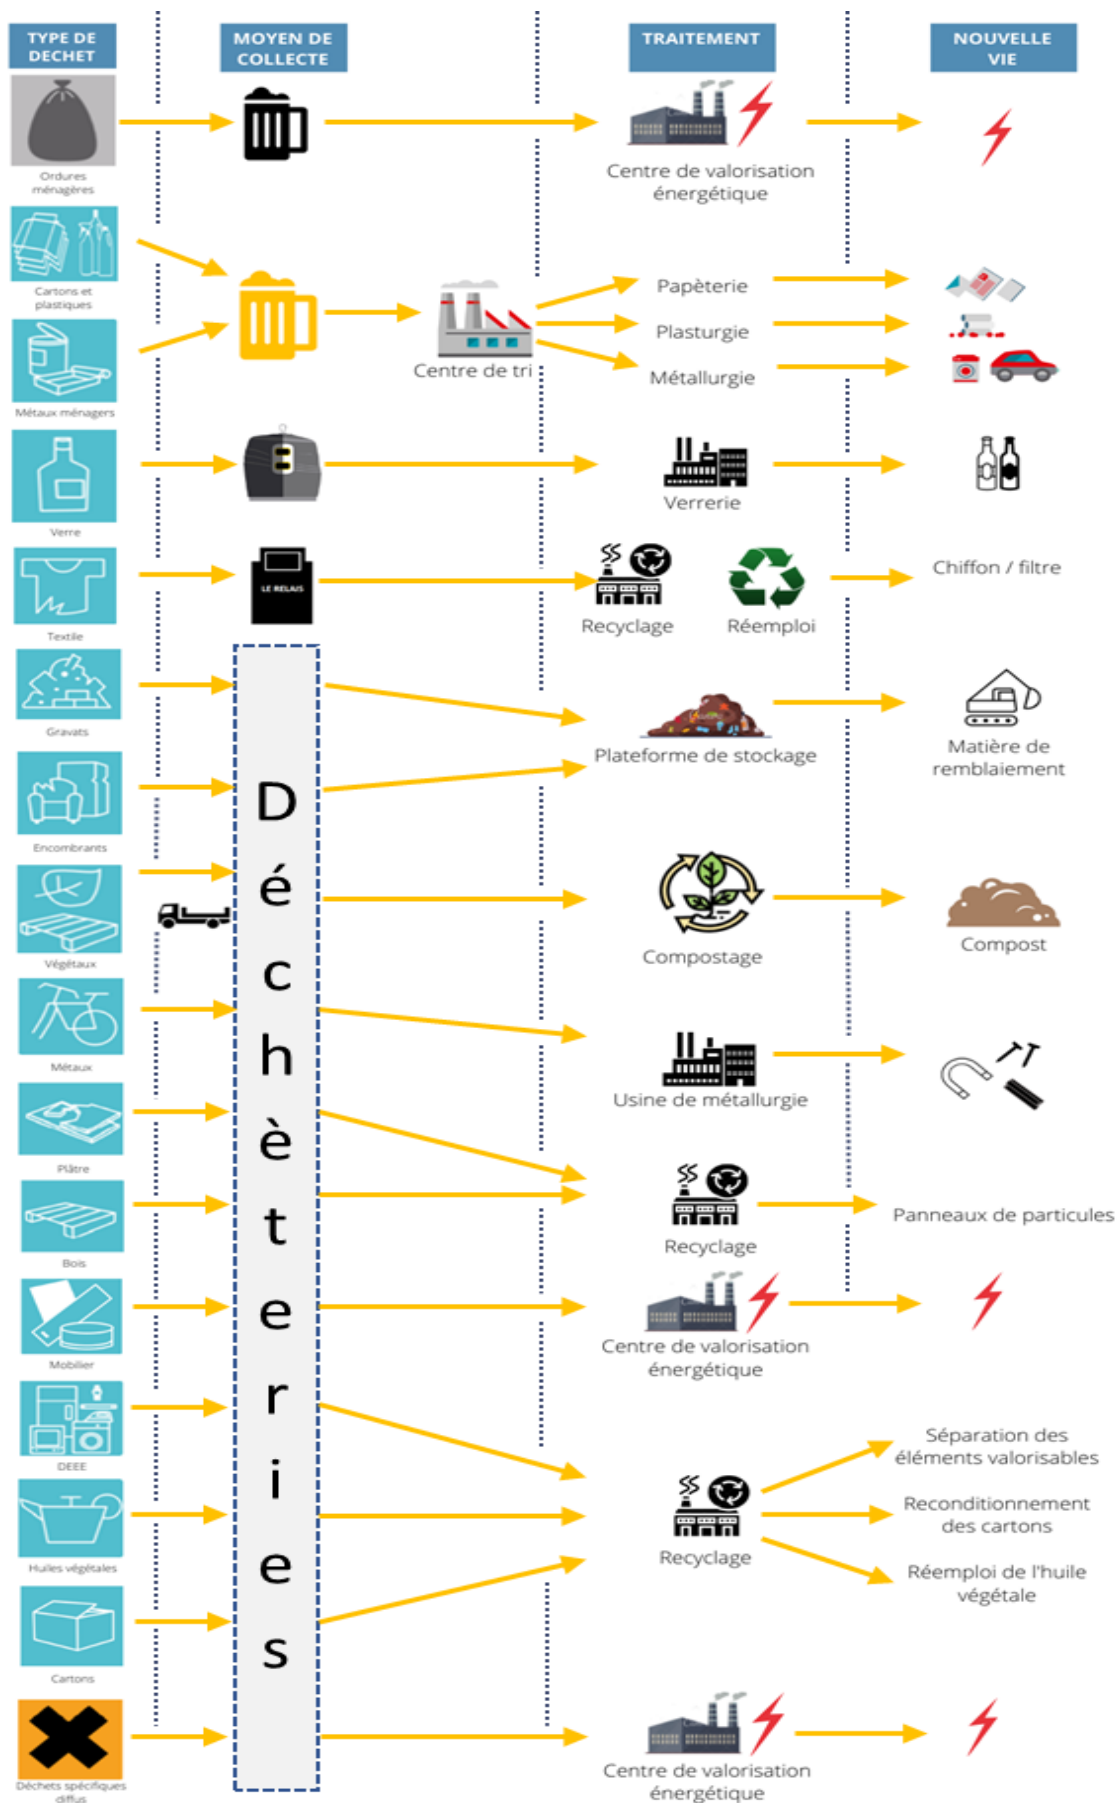 TYPE DE
DECHET
MOYEN DE
COLLECTE
TRAITEMENT
NOUVELLE
VIE
Ordures
ménagères
Centre de valorisation
énergétique
Cartons et
plastiques
Métaux ménagers
Centre de tri
Papèterie
Plasturgie
Métallurgie
Verre
Verrerie
Textile
LE RELAIS
Recyclage
Réemploi
Chiffon / filtre
Déchèteries
Gravats
Encombrants
Plateforme de stockage
Matière de
remblaiement
Végétaux
Compostage
Compost
Métaux
Usine de métallurgie
Plâtre
Bois
Recyclage
Panneaux de particules
Mobilier
Centre de valorisation
énergétique
DEEE
Huiles végétales
Cartons
Recyclage
Séparation des
éléments valorisables
Reconditionnement
des cartons
Réemploi de l'huile
végétale
Déchets spécifiques
diffus
Centre de valorisation
énergétique